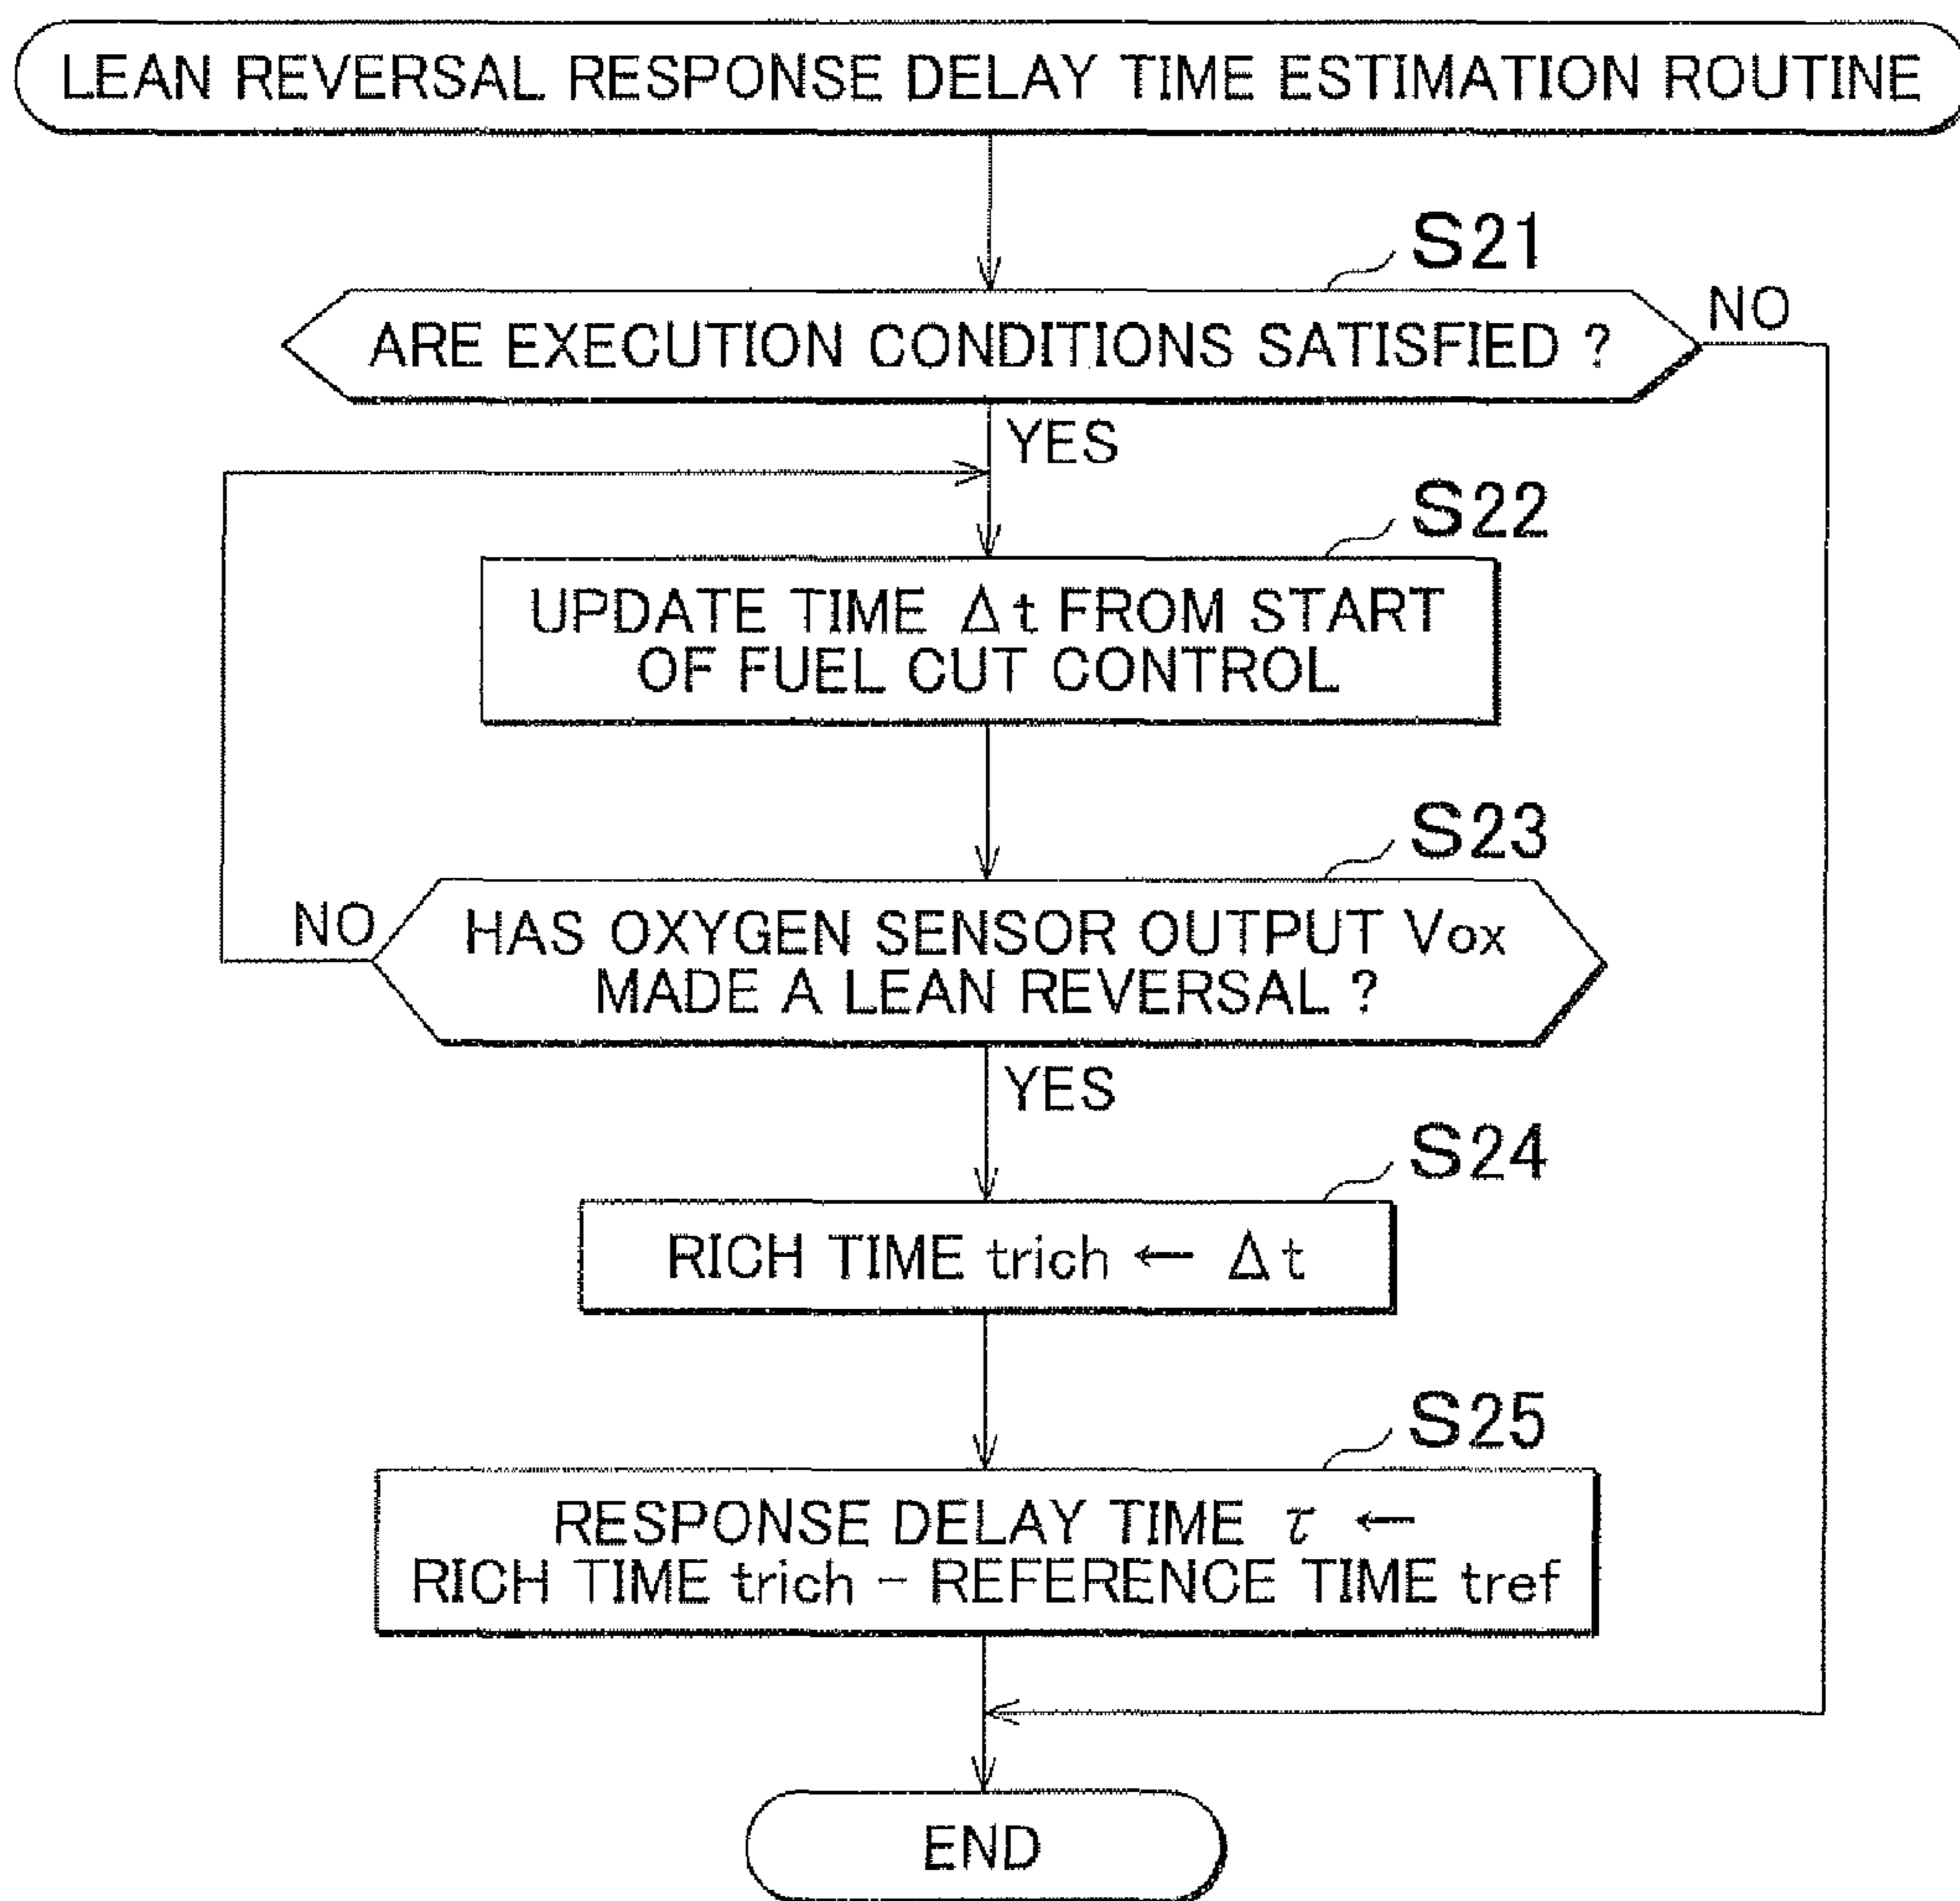 LEAN REVERSAL RESPONSE DELAY TIME ESTIMATION ROUTINE
S21
ARE EXECUTION CONDITIONS SATISFIED ?
NO
YES
S22
UPDATE TIME Δt FROM START
OF FUEL CUT CONTROL
S23
NO
HAS OXYGEN SENSOR OUTPUT Vox
MADE A LEAN REVERSAL ?
YES
S24
RICH TIME trich ← Δt
S25
RESPONSE DELAY TIME τ ←
RICH TIME trich - REFERENCE TIME tref
END